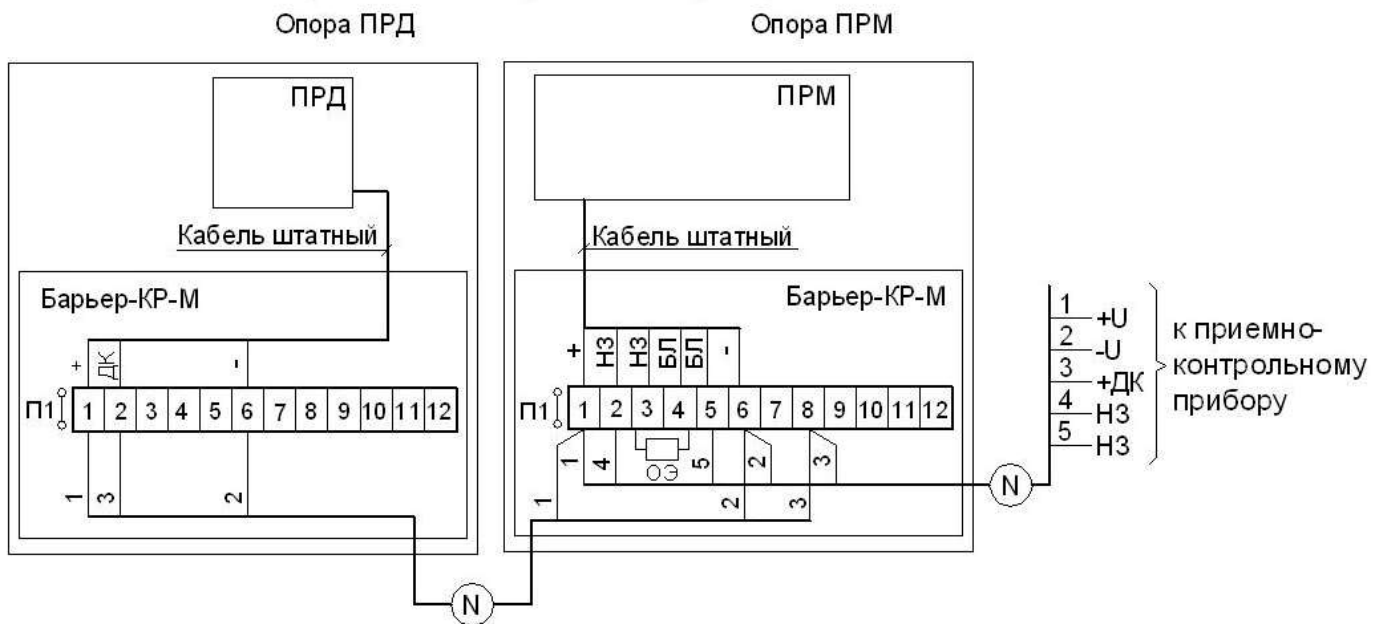 Опора ПРД
Опора ПРМ
ПРД
ПРМ
Кабель штатный
Кабель штатный
Барьер-КР-М
Барьер-КР-М
+ ДК -
+ НЗ НЗ БЛ БЛ -
П1 1 2 3 4 5 6 7 8 9 10 11 12
П1 1 2 3 4 5 6 7 8 9 10 11 12
1 3 2
1 4 ОЭ 5 2 3
1 2 3
N
N
1 +U
2 -U
3 +ДК
4 НЗ
5 НЗ
к приемно-
контрольному
прибору